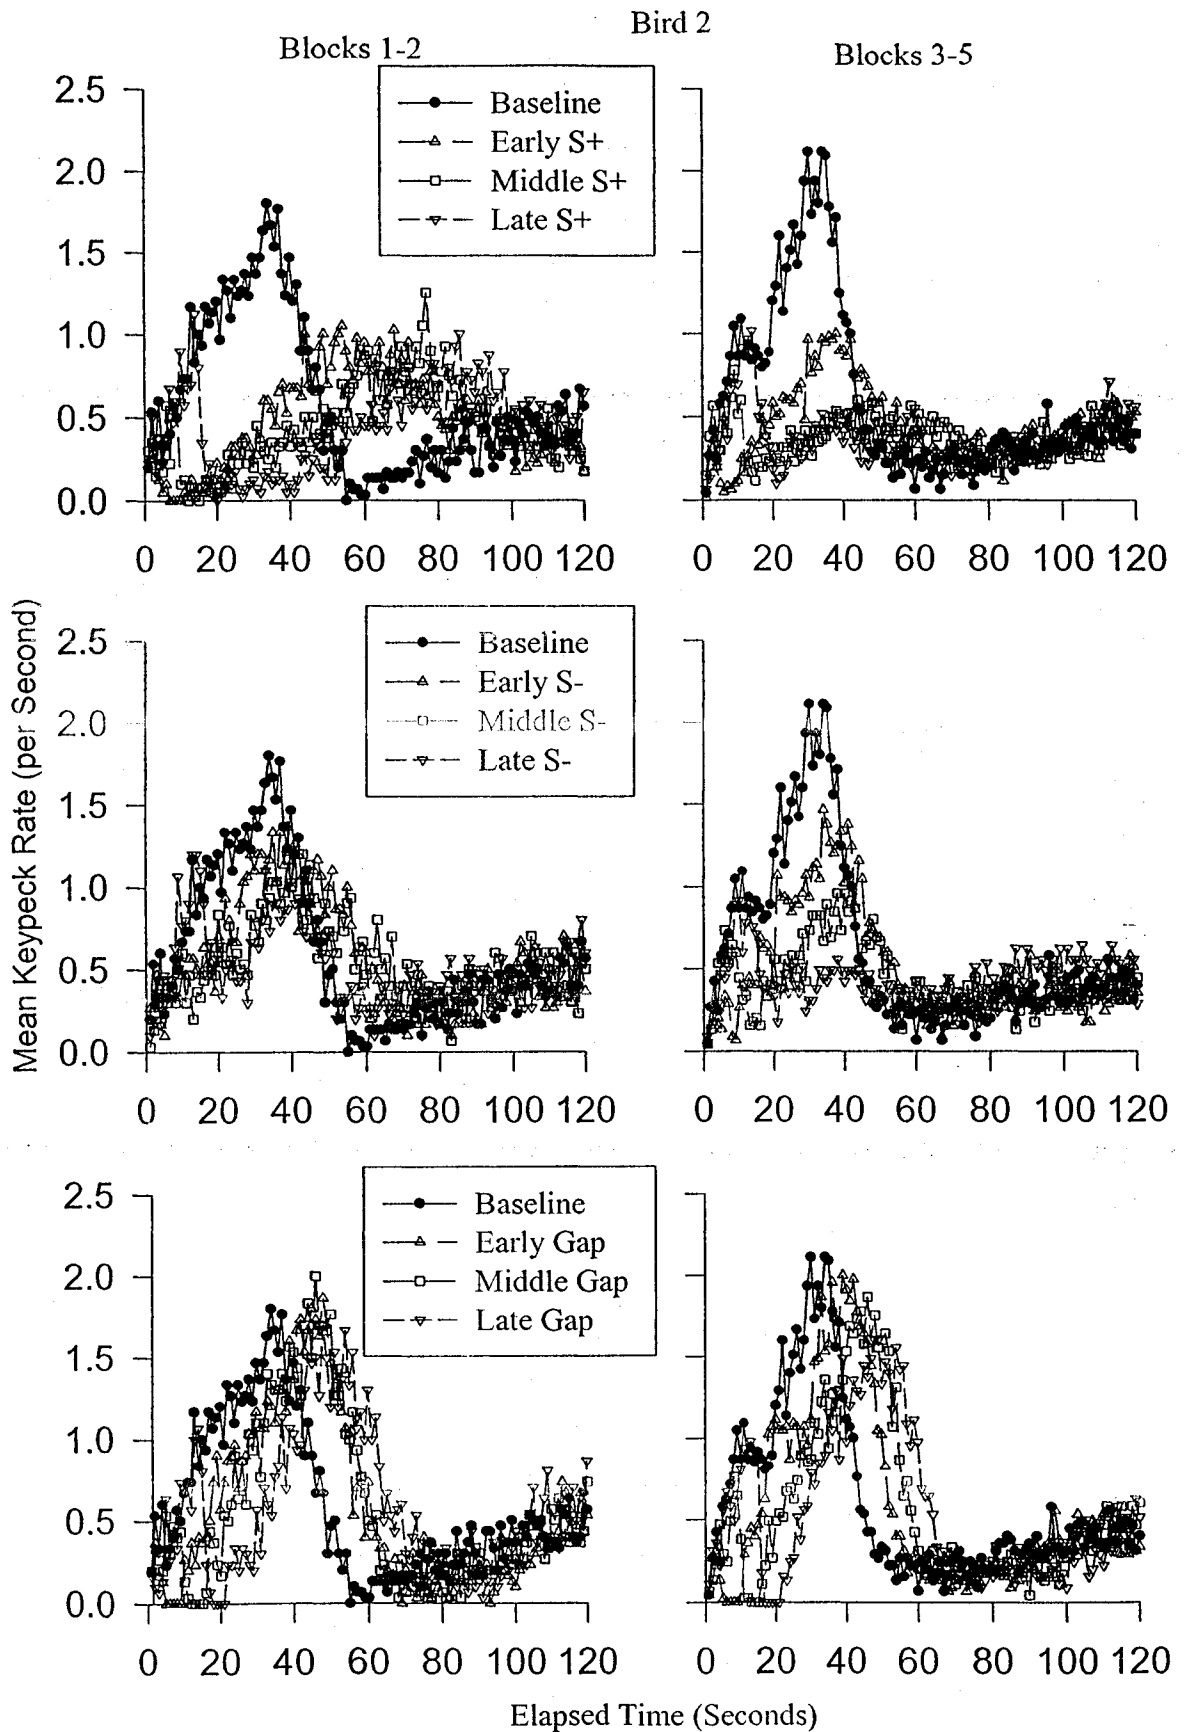 Bird 2
Blocks 1-2
Blocks 3-5
Baseline
Early S+
Middle S+
Late S+
2.5
2.0
1.5
1.0
0.5
0.0
0 20 40 60 80 100 120
0 20 40 60 80 100 120
Mean Keypeck Rate (per Second)
Baseline
Early S-
Middle S-
Late S-
2.5
2.0
1.5
1.0
0.5
0.0
0 20 40 60 80 100 120
0 20 40 60 80 100 120
Baseline
Early Gap
Middle Gap
Late Gap
2.5
2.0
1.5
1.0
0.5
0.0
0 20 40 60 80 100 120
0 20 40 60 80 100 120
Elapsed Time (Seconds)